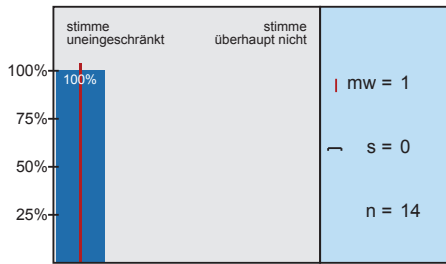 stimme
uneingeschränkt
stimme
überhaupt nicht
100%
75%
50%
25%
100%
mw = 1
s = 0
n = 14